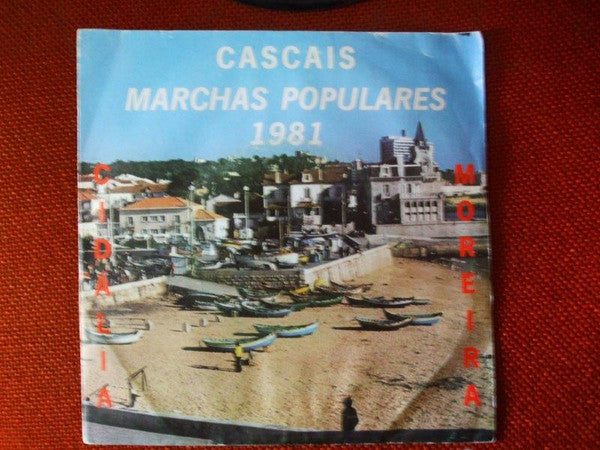 CASCAIS
MARCHAS POPULARES
1981
CIDÁLIA
MOREIRA